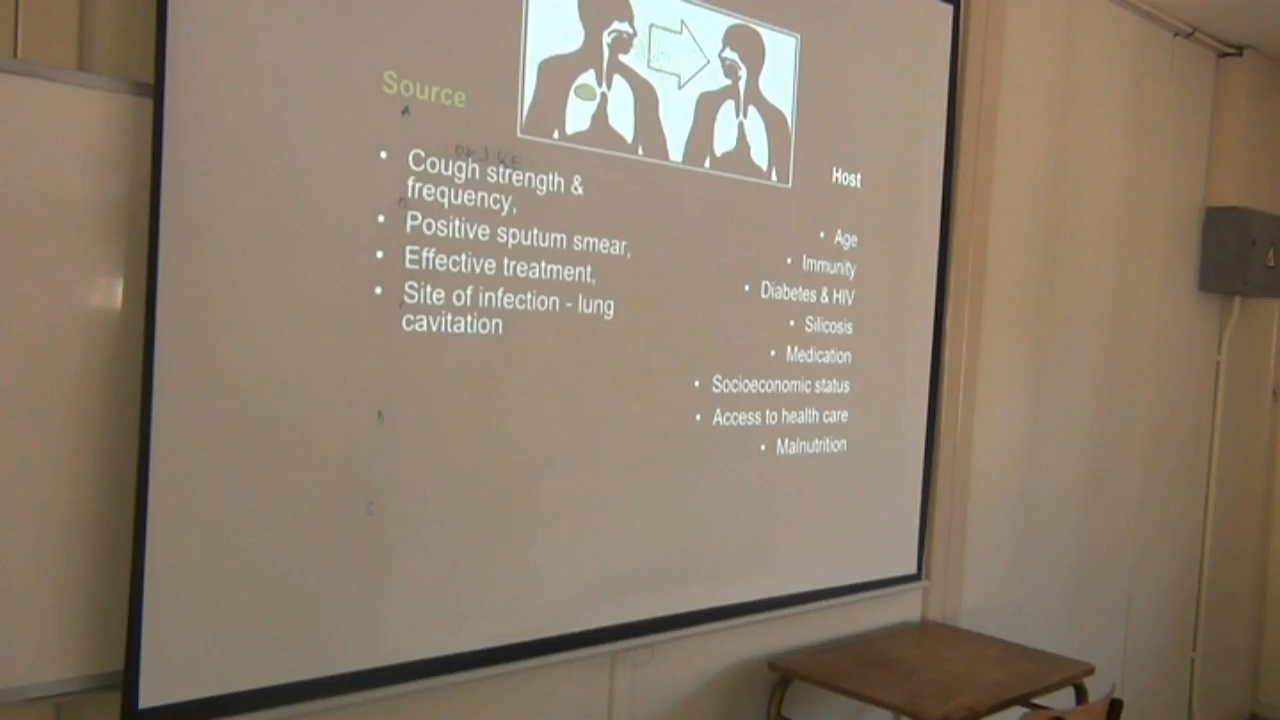 Source
• Cough strength &
frequency,
• Positive sputum smear,
• Effective treatment,
• Site of infection - lung
cavitation
Host
• Age
• Immunity
• Diabetes & HIV
• Silicosis
• Medication
• Socioeconomic status
• Access to health care
• Malnutrition